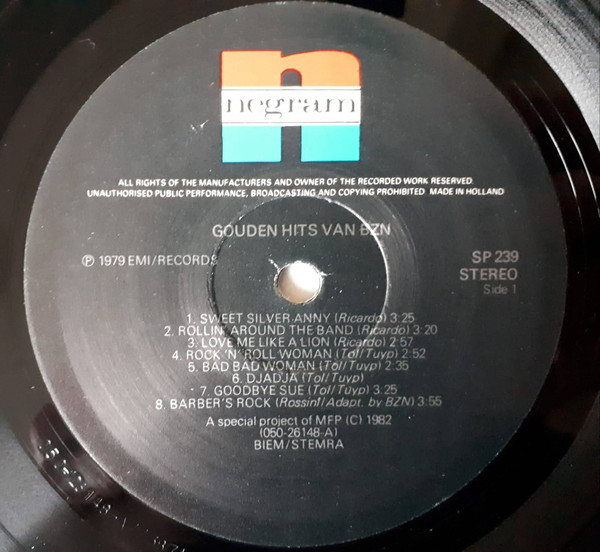 negram
ALL RIGHTS OF THE MANUFACTURERS AND OWNER OF THE RECORDED WORK RESERVED.
UNAUTHORISED PUBLIC PERFORMANCE, BROADCASTING AND COPYING PROHIBITED MADE IN HOLLAND
GOUDEN HITS VAN BZN
℗ 1979 EMI/RECORDS
SP 239
STEREO
Side 1
1. SWEET SILVER ANNY (Ricardo) 3:25
2. ROLLIN' AROUND THE BAND (Ricardo) 3:20
3. LOVE ME LIKE A LION (Ricardo) 2:57
4. ROCK 'N' ROLL WOMAN (Tol/Tuyp) 2:52
5. BAD BAD WOMAN (Tol/Tuyp) 2:35
6. DJADJA (Tol/Tuyp)
7. GOODBYE SUE (Tol/Tuyp) 3:25
8. BARBER'S ROCK (Rossini/Adapt. by BZN) 3:55
A special project of MFP (C) 1982
(050-26148-A)
BIEM/STEMRA